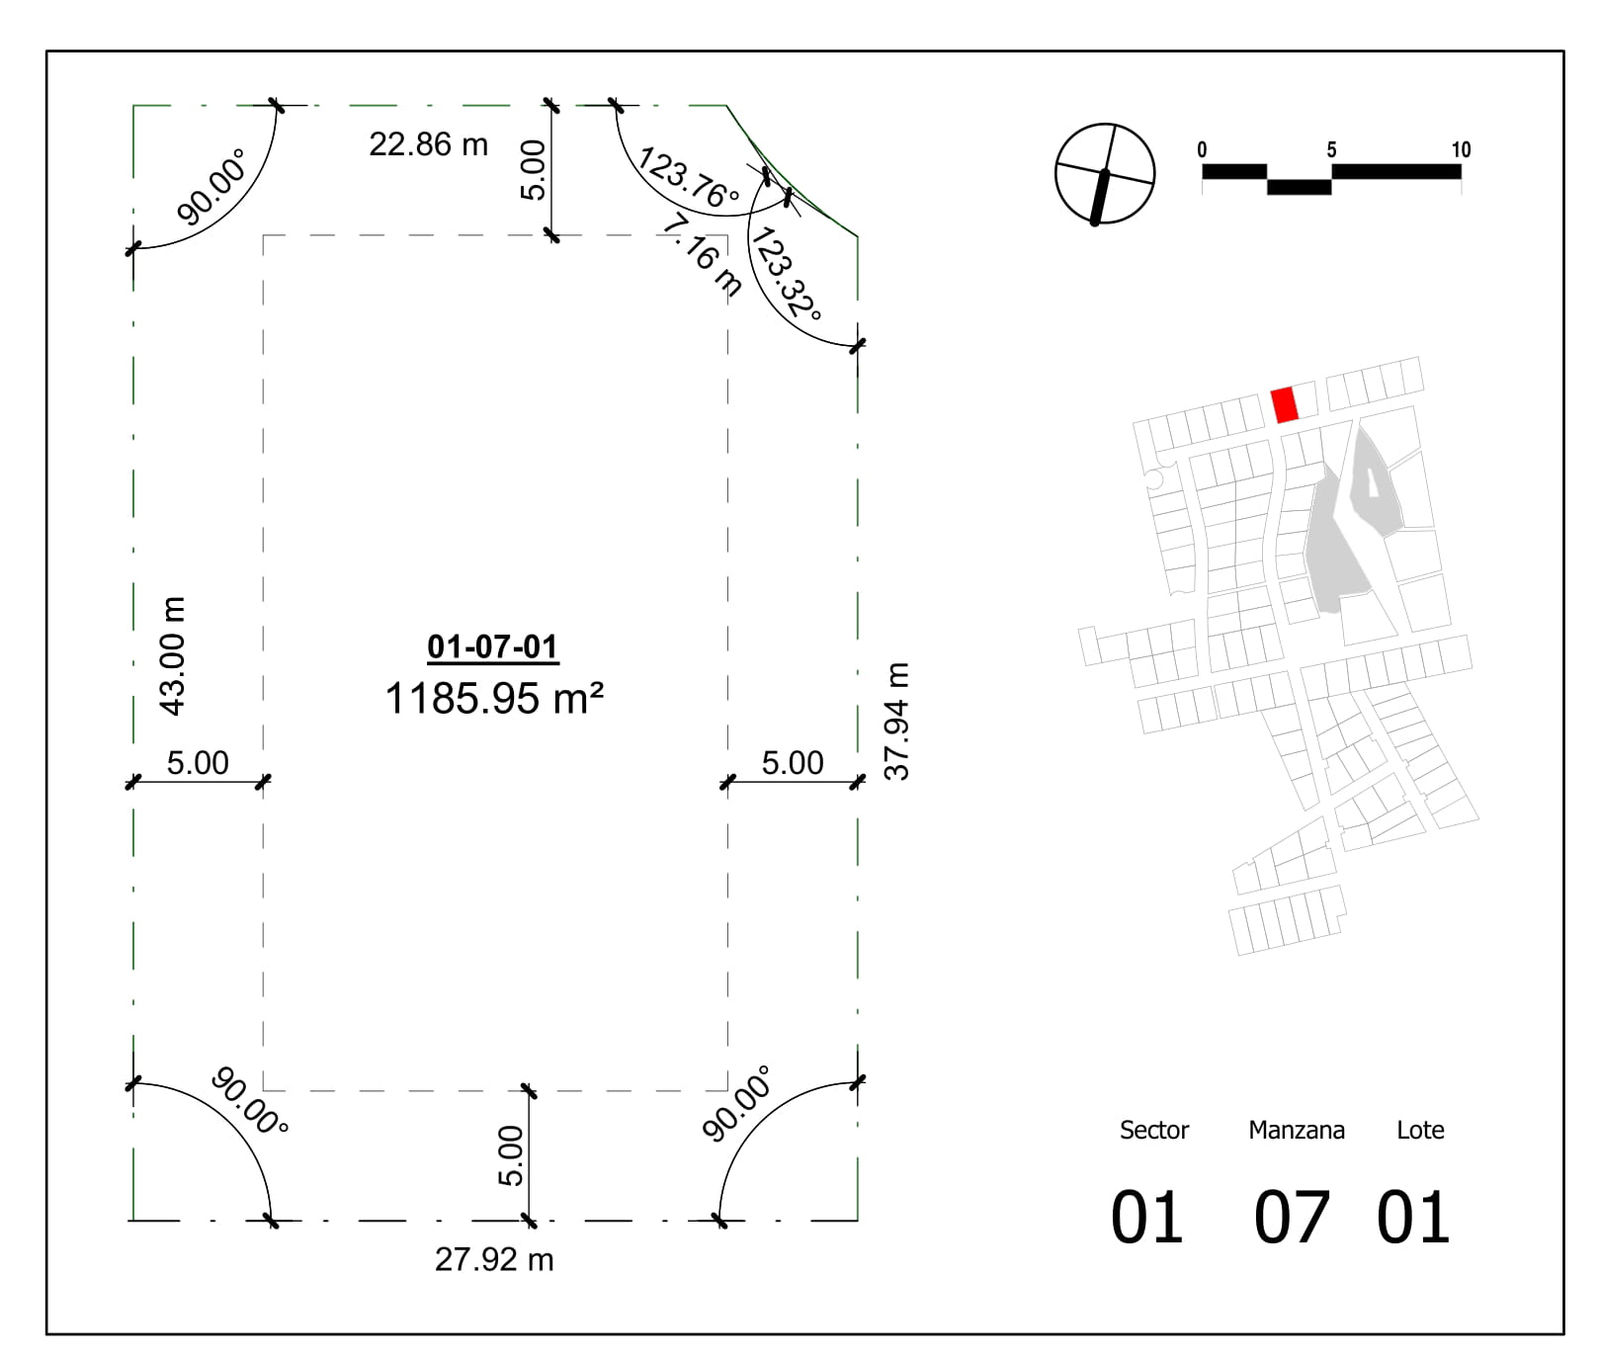 22.86 m
5.00
90.00°
123.76°
7.16 m
123.32°
0 5 10
43.00 m
01-07-01
1185.95 m²
37.94 m
5.00
5.00
90.00°
90.00°
5.00
27.92 m
Sector Manzana Lote
01 07 01